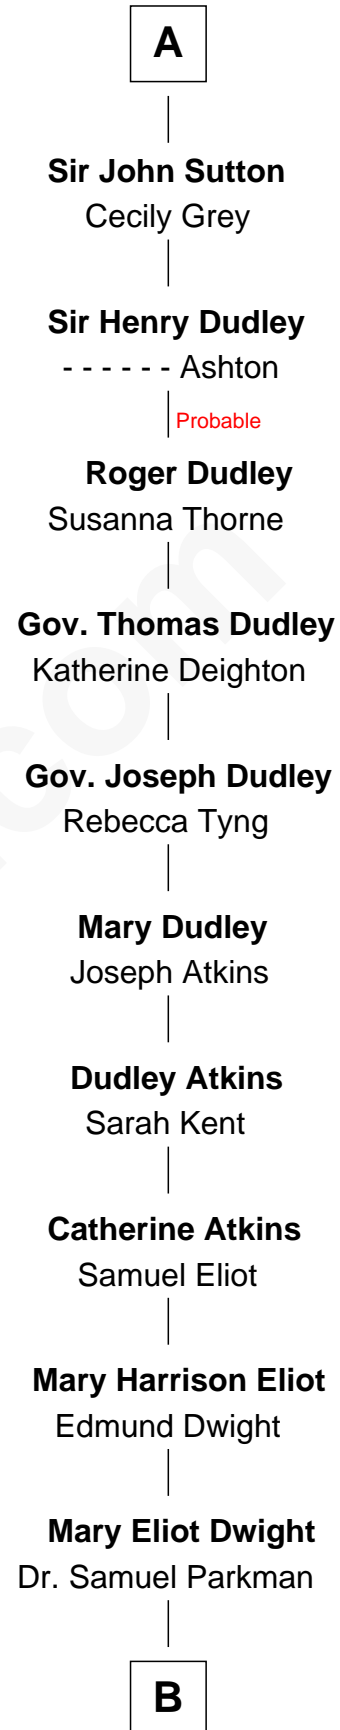 A
Sir John Sutton
Cecily Grey
Sir Henry Dudley
- - - - - - Ashton
Probable
Roger Dudley
Susanna Thorne
Gov. Thomas Dudley
Katherine Deighton
Gov. Joseph Dudley
Rebecca Tyng
Mary Dudley
Joseph Atkins
Dudley Atkins
Sarah Kent
Catherine Atkins
Samuel Eliot
Mary Harrison Eliot
Edmund Dwight
Mary Eliot Dwight
Dr. Samuel Parkman
B